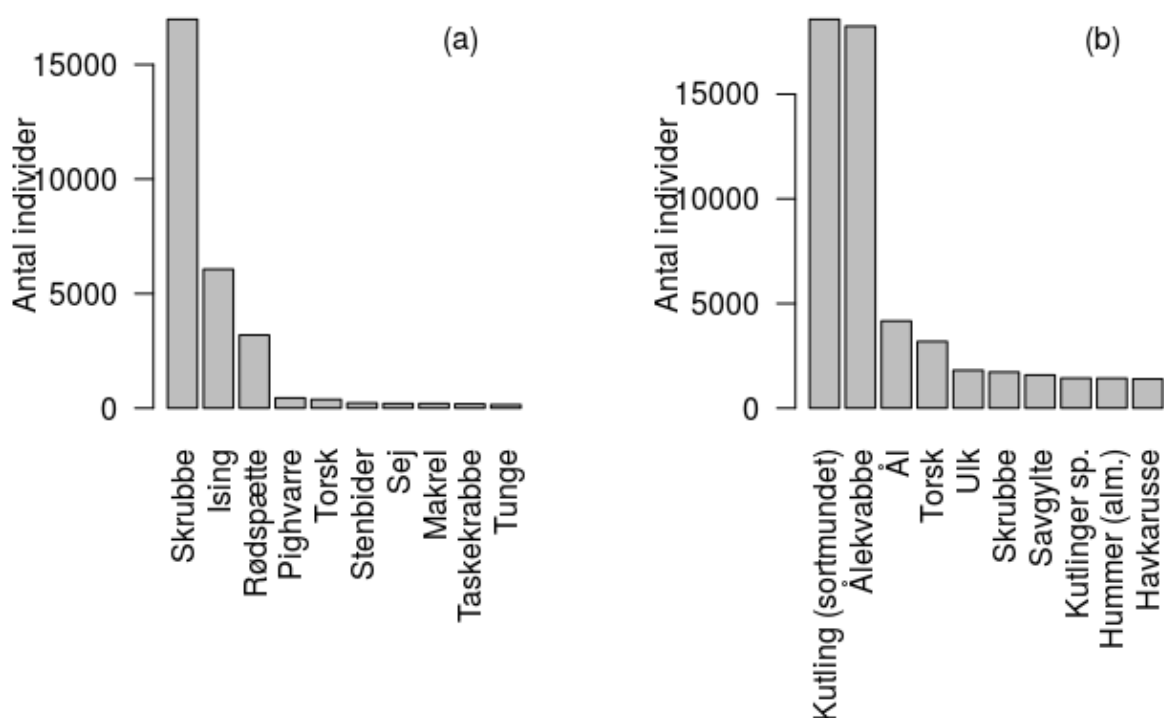 (a)
Antal individer
15000
10000
5000
0
Skrubbe
Ising
Rødspætte
Pighvarre
Torsk
Stenbider
Sej
Makrel
Taskekrabbe
Tunge
(b)
Antal individer
15000
10000
5000
0
Kutling (sortmundet)
Ålekvabbe
Ål
Torsk
Ulk
Skrubbe
Savgylte
Kutlinger sp.
Hummer (alm.)
Havkarusse